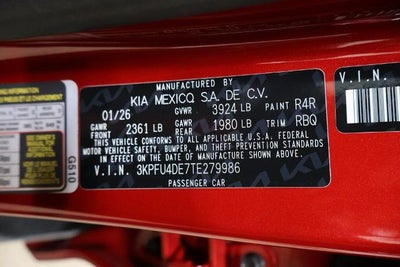 MANUFACTURED BY
KIA MEXICO S.A. DE C.V.
01/26 GVWR 3924 LB PAINT R4R
GAWR FRONT 2361 LB GAWR REAR 1980 LB TRIM RBQ
THIS VEHICLE CONFORMS TO ALL APPLICABLE U.S.A. FEDERAL
MOTOR VEHICLE SAFETY, BUMPER, AND THEFT PREVENTION STANDARDS
IN EFFECT ON THE DATE OF MANUFACTURE SHOWN ABOVE.
V.I.N. 3KPFU4DE7TE279986
PASSENGER CAR
V.I.N.
G510